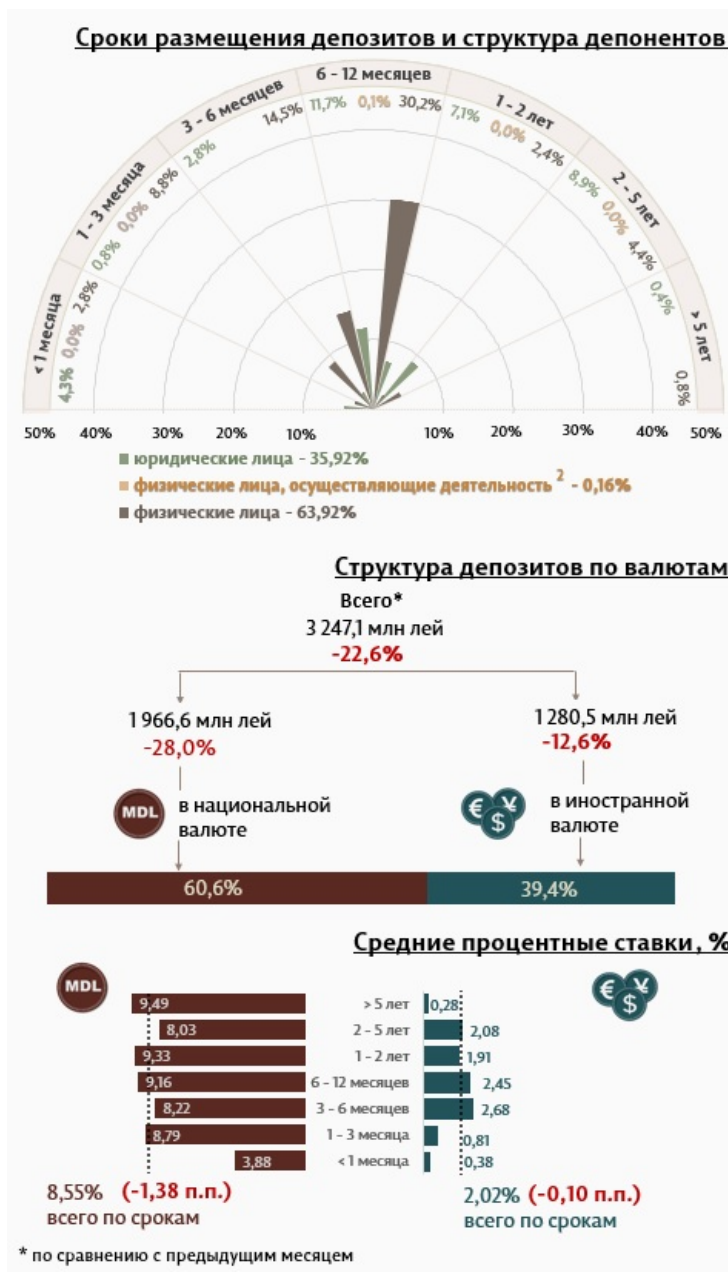 Сроки размещения депозитов и структура депонентов
< 1 месяца
1 - 3 месяца
3 - 6 месяцев
6 - 12 месяцев
1 - 2 лет
2 - 5 лет
> 5 лет
4,3% 0,0% 2,8%
0,8% 0,0% 8,8%
2,8% 14,5%
11,7% 0,1% 30,2%
7,1% 0,0% 2,4%
8,9% 0,0% 4,4%
0,4% 0,8%
50% 40% 30% 20% 10% 10% 20% 30% 40% 50%
юридические лица - 35,92%
физические лица, осуществляющие деятельность 2 - 0,16%
физические лица - 63,92%
Структура депозитов по валютам
Всего*
3 247,1 млн лей
-22,6%
1 966,6 млн лей 1 280,5 млн лей
-28,0% -12,6%
MDL в национальной валюте
€ ¥ $ в иностранной валюте
60,6% 39,4%
Средние процентные ставки, %
MDL € ¥ $
9,49 > 5 лет 0,28
8,03 2 - 5 лет 2,08
9,33 1 - 2 лет 1,91
9,16 6 - 12 месяцев 2,45
8,22 3 - 6 месяцев 2,68
8,79 1 - 3 месяца 0,81
3,88 < 1 месяца 0,38
8,55% (-1,38 п.п.)
всего по срокам
2,02% (-0,10 п.п.)
всего по срокам
* по сравнению с предыдущим месяцем